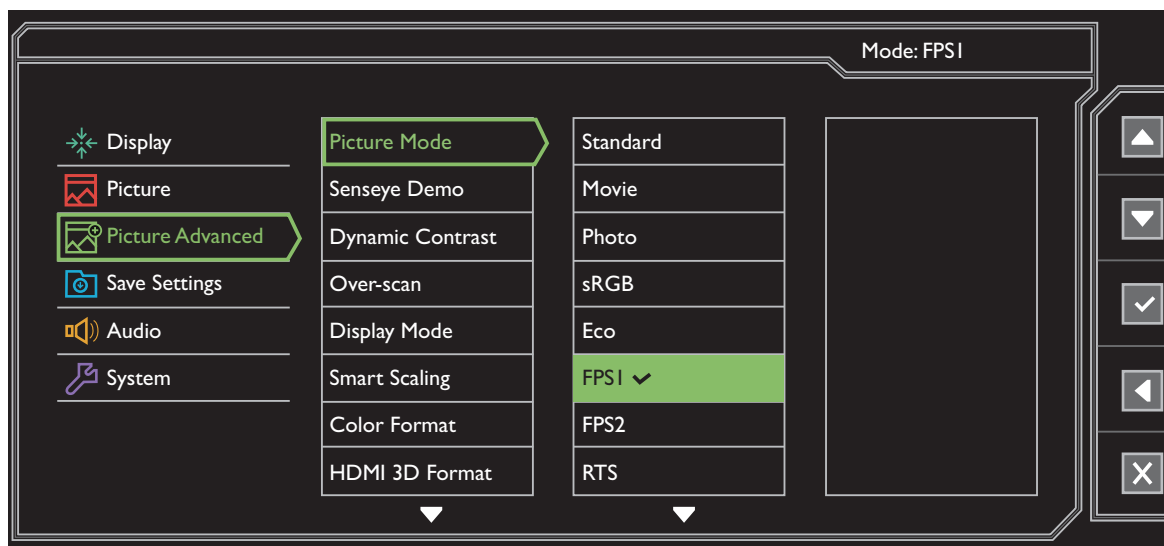 Mode: FPS1
Display
Picture
Picture Advanced
Save Settings
Audio
System
Picture Mode
Senseye Demo
Dynamic Contrast
Over-scan
Display Mode
Smart Scaling
Color Format
HDMI 3D Format
Standard
Movie
Photo
sRGB
Eco
FPS1
FPS2
RTS